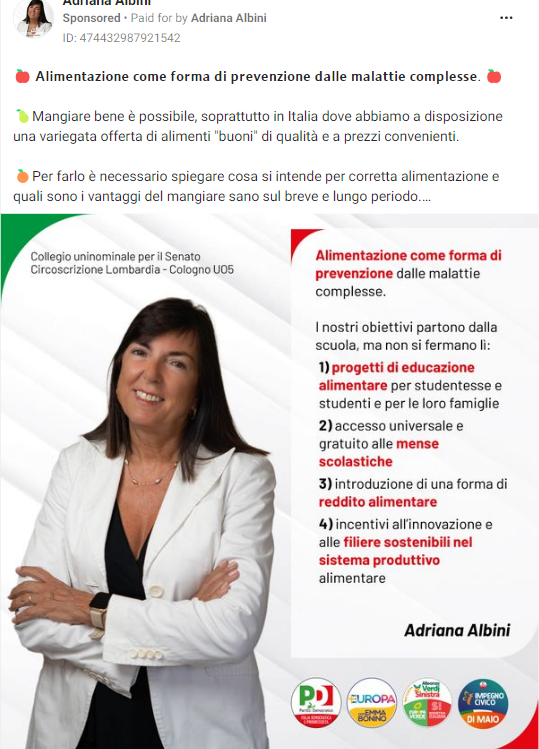 Adriana Albini
Sponsored • Paid for by Adriana Albini
ID: 474432987921542
🍎 Alimentazione come forma di prevenzione dalle malattie complesse. 🍎
🍐Mangiare bene è possibile, soprattutto in Italia dove abbiamo a disposizione
una variegata offerta di alimenti "buoni" di qualità e a prezzi convenienti.
🍊Per farlo è necessario spiegare cosa si intende per corretta alimentazione e
quali sono i vantaggi del mangiare sano sul breve e lungo periodo....
Collegio uninominale per il Senato
Circoscrizione Lombardia - Cologno U05
Alimentazione come forma di
prevenzione dalle malattie
complesse.
I nostri obiettivi partono dalla
scuola, ma non si fermano lì:
1) progetti di educazione
alimentare per studentesse e
studenti e per le loro famiglie
2) accesso universale e
gratuito alle mense
scolastiche
3) introduzione di una forma di
reddito alimentare
4) incentivi all'innovazione e
alle filiere sostenibili nel
sistema produttivo
alimentare
Adriana Albini
PD
Partito Democratico
ITALIA DEMOCRATICA E PROGRESSISTA
+EUROPA
EMMA
BONINO
Alleanza
Verdi
Sinistra
EUROPA
VERDE
SI
SINISTRA
ITALIANA
IMPEGNO
CIVICO
DI MAIO